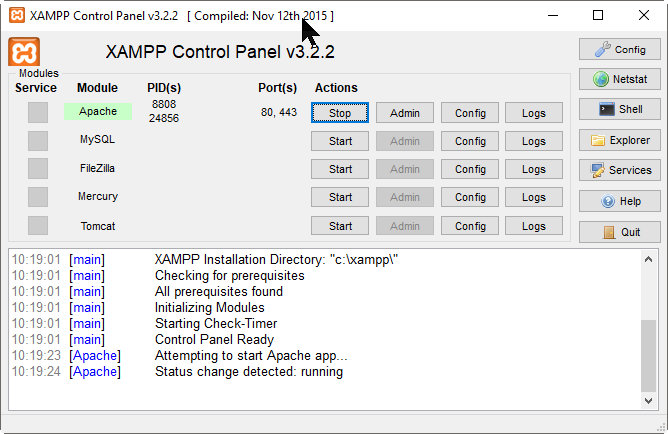 XAMPP Control Panel v3.2.2   [ Compiled: Nov 12th 2015 ]
XAMPP Control Panel v3.2.2
Modules
Service Module PID(s) Port(s) Actions
Apache 8808 24856 80, 443 Stop Admin Config Logs
MySQL Start Admin Config Logs
FileZilla Start Admin Config Logs
Mercury Start Admin Config Logs
Tomcat Start Admin Config Logs
Config
Netstat
Shell
Explorer
Services
Help
Quit
10:19:01 [main] XAMPP Installation Directory: "c:\xampp\"
10:19:01 [main] Checking for prerequisites
10:19:01 [main] All prerequisites found
10:19:01 [main] Initializing Modules
10:19:01 [main] Starting Check-Timer
10:19:01 [main] Control Panel Ready
10:19:23 [Apache] Attempting to start Apache app...
10:19:24 [Apache] Status change detected: running